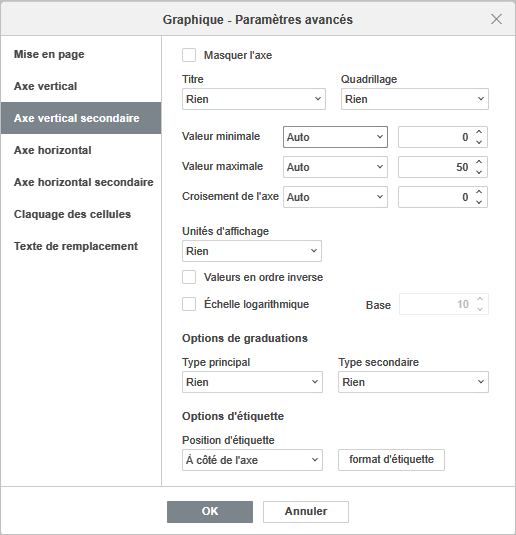 Graphique - Paramètres avancés
Mise en page
Axe vertical
Axe vertical secondaire
Axe horizontal
Axe horizontal secondaire
Claquage des cellules
Texte de remplacement
Masquer l'axe
Titre Quadrillage
Rien Rien
Valeur minimale Auto 0
Valeur maximale Auto 50
Croisement de l'axe Auto 0
Unités d'affichage
Rien
Valeurs en ordre inverse
Échelle logarithmique Base 10
Options de graduations
Type principal Type secondaire
Rien Rien
Options d'étiquette
Position d'étiquette
À côté de l'axe format d'étiquette
OK Annuler